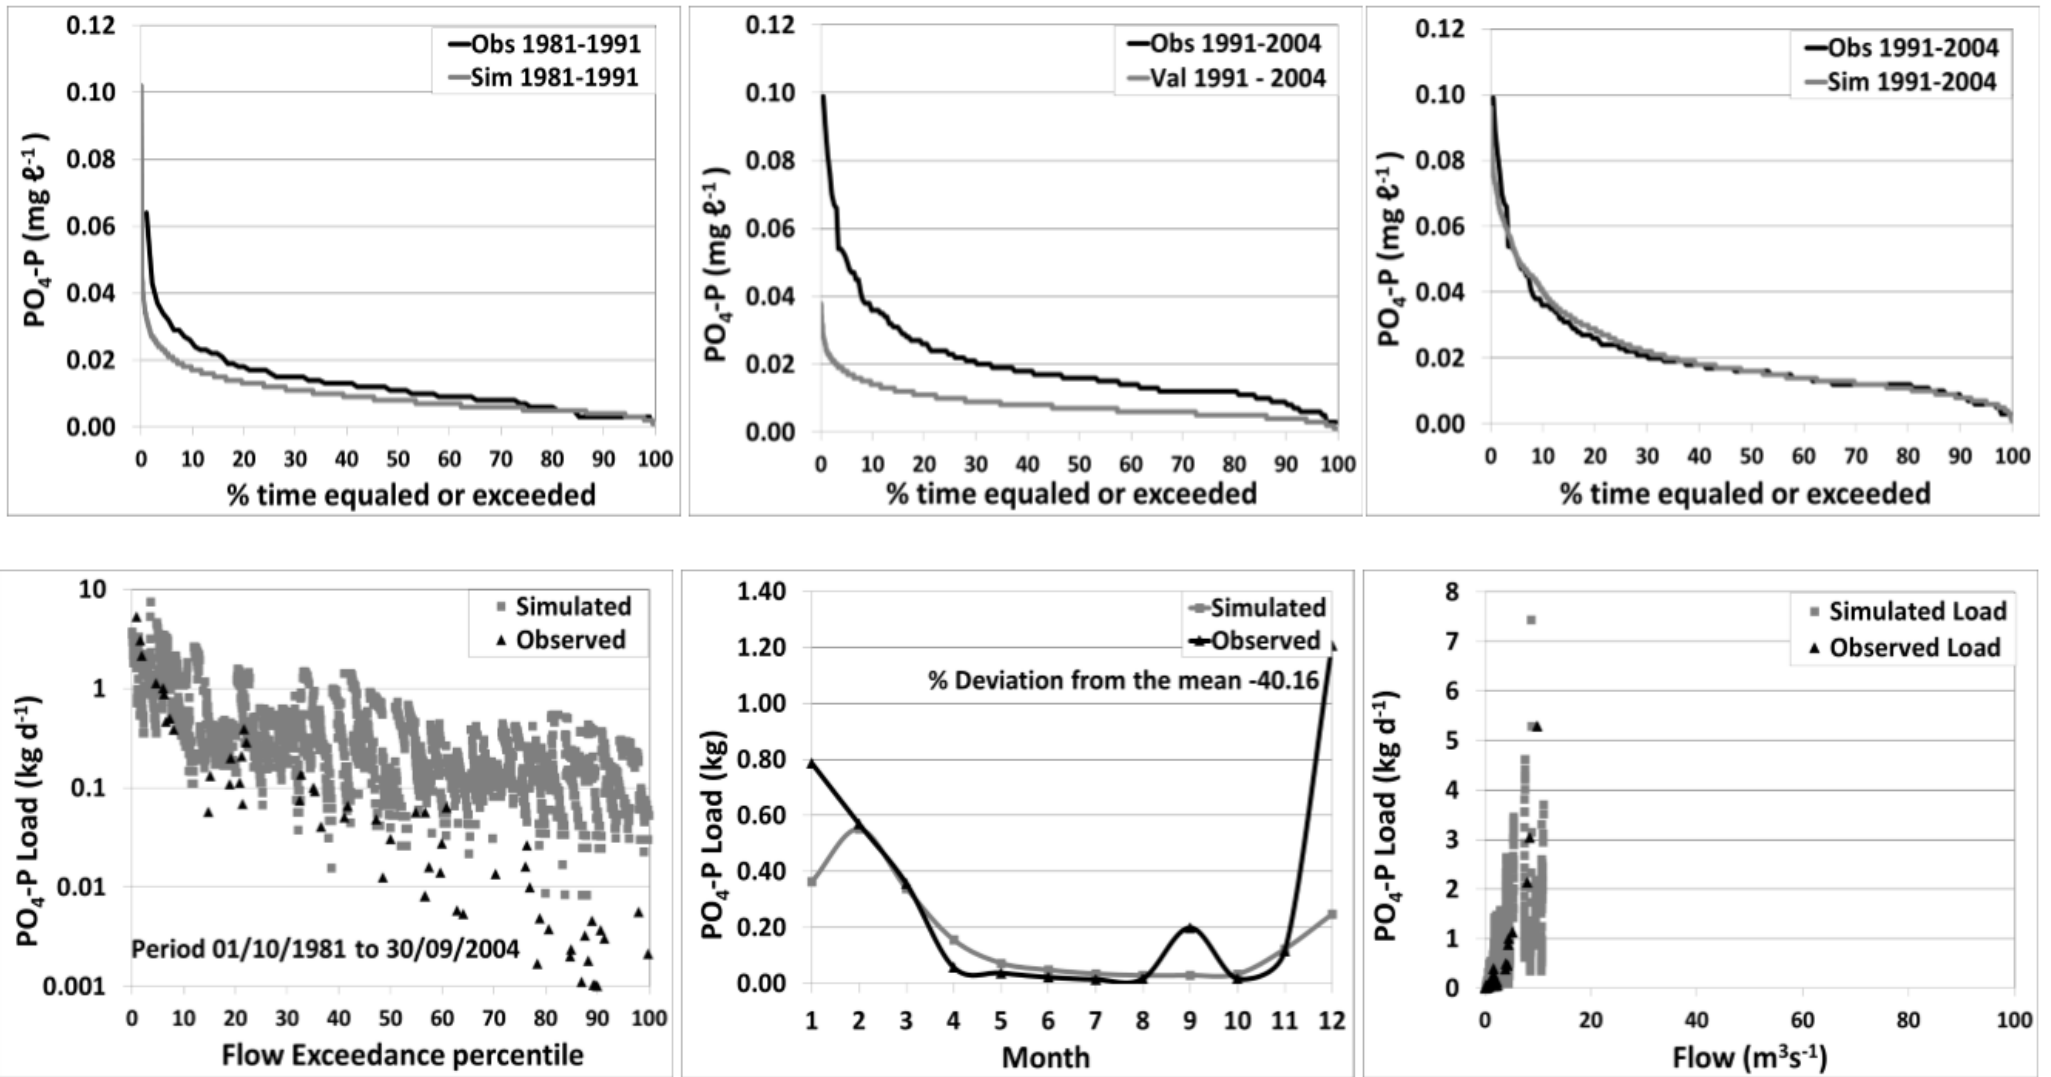 0.12
0.10
0.08
0.06
0.04
0.02
0.00
PO₄-P (mg ℓ⁻¹ )
Obs 1981-1991
Sim 1981-1991
0 10 20 30 40 50 60 70 80 90 100
% time equaled or exceeded
0.12
0.10
0.08
0.06
0.04
0.02
0.00
PO₄-P (mg ℓ⁻¹ )
Obs 1991-2004
Val 1991 - 2004
0 10 20 30 40 50 60 70 80 90 100
% time equaled or exceeded
0.12
0.10
0.08
0.06
0.04
0.02
0.00
PO₄-P (mg ℓ⁻¹ )
Obs 1991-2004
Sim 1991-2004
0 10 20 30 40 50 60 70 80 90 100
% time equaled or exceeded
10
1
0.1
0.01
0.001
PO₄-P Load (kg d⁻¹)
Simulated
Observed
Period 01/10/1981 to 30/09/2004
0 10 20 30 40 50 60 70 80 90 100
Flow Exceedance percentile
1.40
1.20
1.00
0.80
0.60
0.40
0.20
0.00
PO₄-P Load (kg)
Simulated
Observed
% Deviation from the mean -40.16
1 2 3 4 5 6 7 8 9 10 11 12
Month
8
7
6
5
4
3
2
1
0
PO₄-P Load (kg d⁻¹)
Simulated Load
Observed Load
0 20 40 60 80 100
Flow (m³s⁻¹)